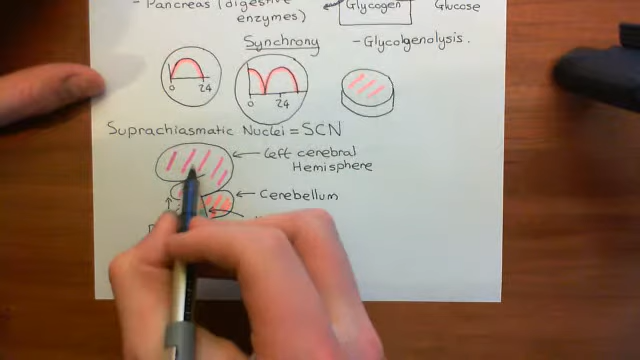 - Pancreas (digestive
enzymes)
Glycogen
Glucose
Synchrony
- Glycolgenolysis.
0
24
0
24
Suprachiasmatic Nuclei = SCN
Left cerebral
Hemisphere
Cerebellum